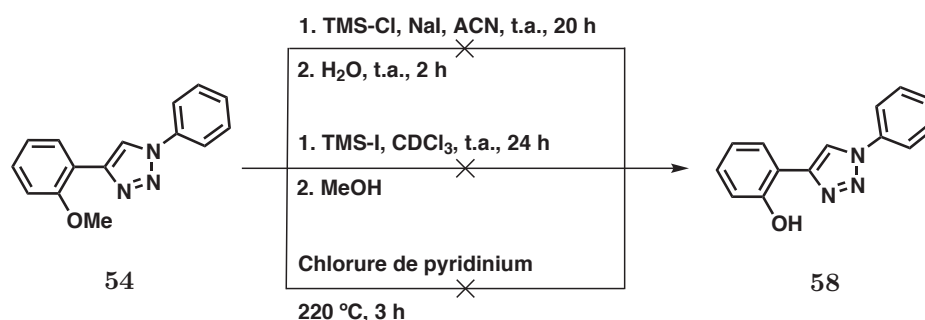 1. TMS-Cl, NaI, ACN, t.a., 20 h
2. H₂O, t.a., 2 h
1. TMS-I, CDCl₃, t.a., 24 h
2. MeOH
Chlorure de pyridinium
220 ºC, 3 h
N
N
N
OMe
54
N
N
N
OH
58